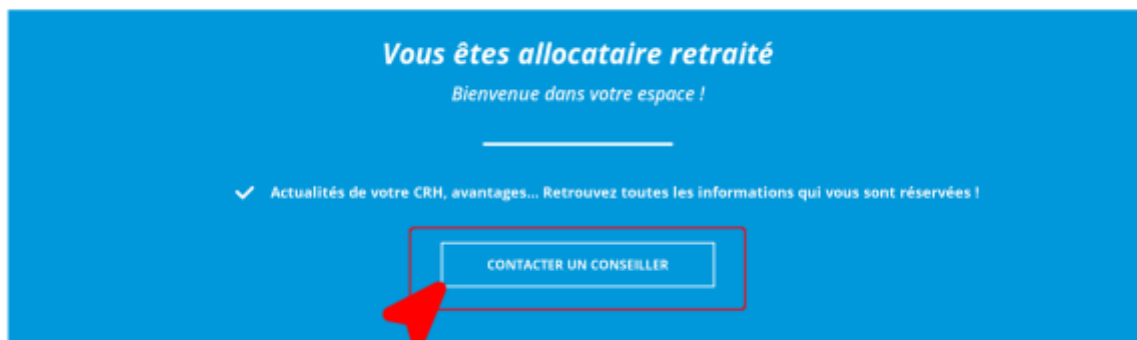 Vous êtes allocataire retraité
Bienvenue dans votre espace !
Actualités de votre CRH, avantages... Retrouvez toutes les informations qui vous sont réservées !
CONTACTER UN CONSEILLER